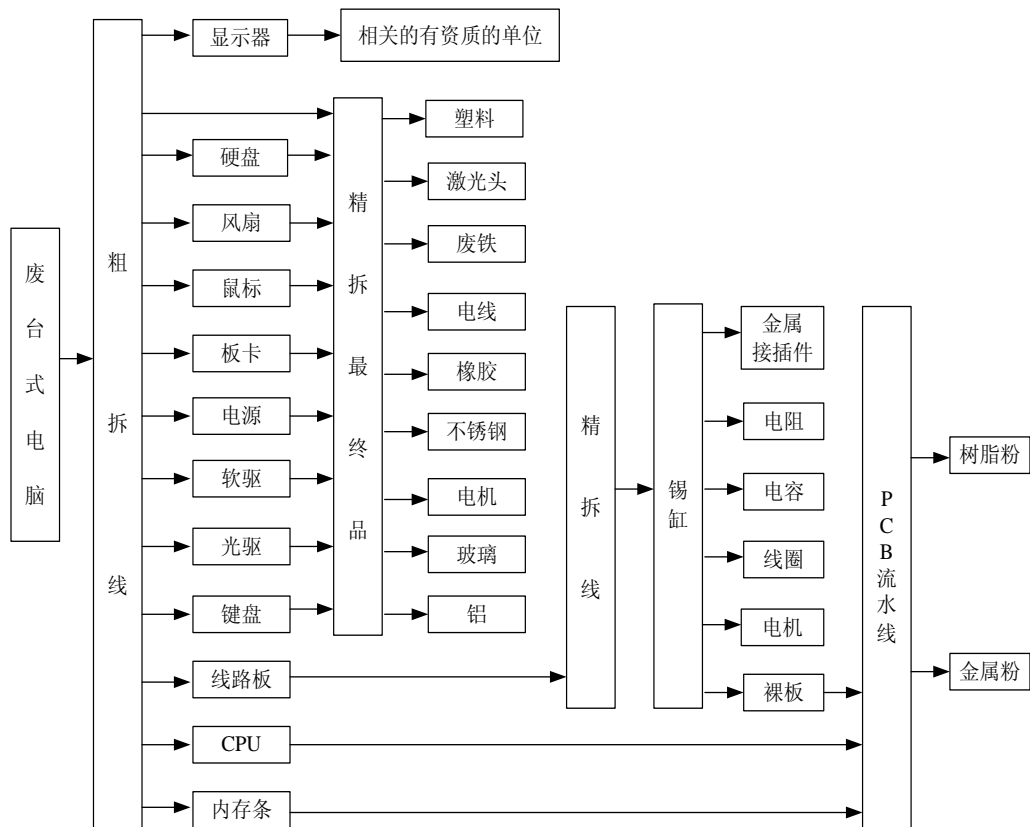 废台式电脑
粗拆线
显示器
相关的有资质的单位
硬盘
风扇
鼠标
板卡
电源
软驱
光驱
键盘
线路板
CPU
内存条
精拆最终品
塑料
激光头
废铁
电线
橡胶
不锈钢
电机
玻璃
铝
精拆线
锡缸
金属
接插件
电阻
电容
线圈
电机
裸板
PCB流水线
树脂粉
金属粉